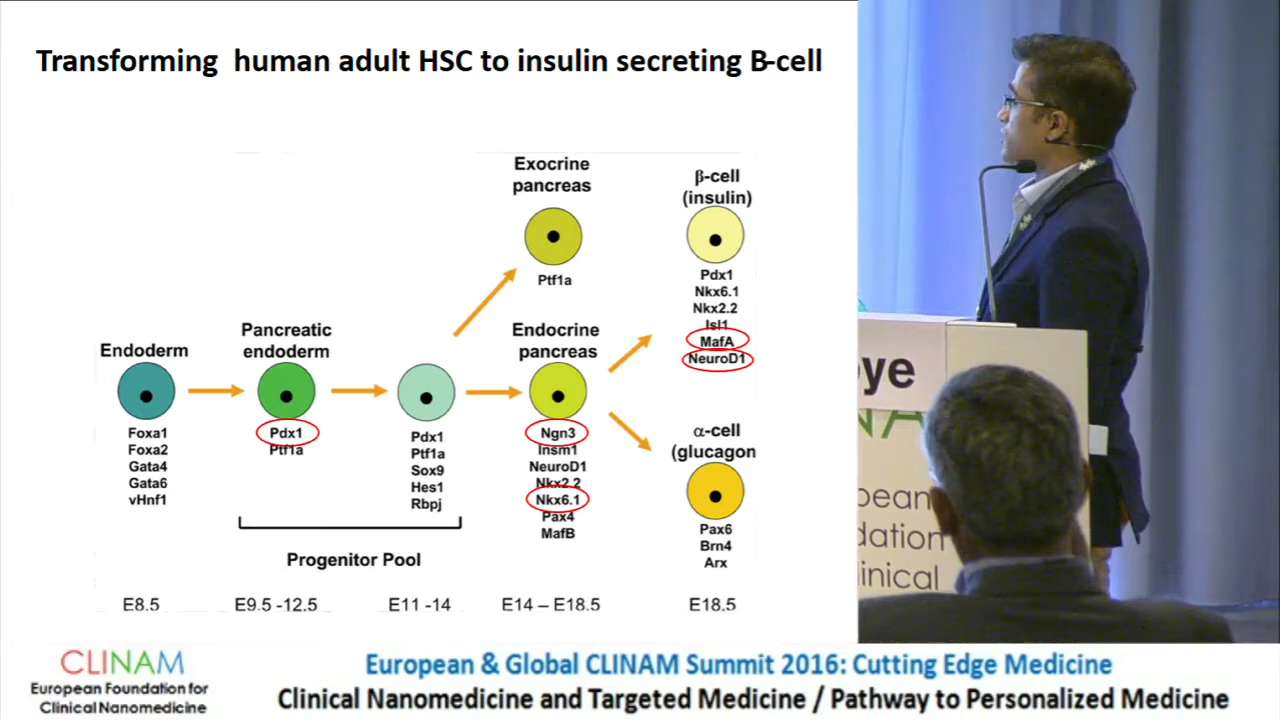 Transforming human adult HSC to insulin secreting B-cell
Exocrine
pancreas
Ptf1a
β-cell
(insulin)
Pdx1
Nkx6.1
Nkx2.2
Isl1
MafA
NeuroD1
Endoderm
Foxa1
Foxa2
Gata4
Gata6
vHnf1
Pancreatic
endoderm
Pdx1
Ptf1a
Pdx1
Ptf1a
Sox9
Hes1
Rbpj
Progenitor Pool
Endocrine
pancreas
Ngn3
Insm1
NeuroD1
Nkx2.2
Nkx6.1
Pax4
MafB
α-cell
(glucagon
Pax6
Brn4
Arx
E8.5
E9.5 -12.5
E11 -14
E14 – E18.5
E18.5
ye
NA
pean
dation
linical
CLINAM
European Foundation for
Clinical Nanomedicine
European & Global CLINAM Summit 2016: Cutting Edge Medicine
Clinical Nanomedicine and Targeted Medicine / Pathway to Personalized Medicine